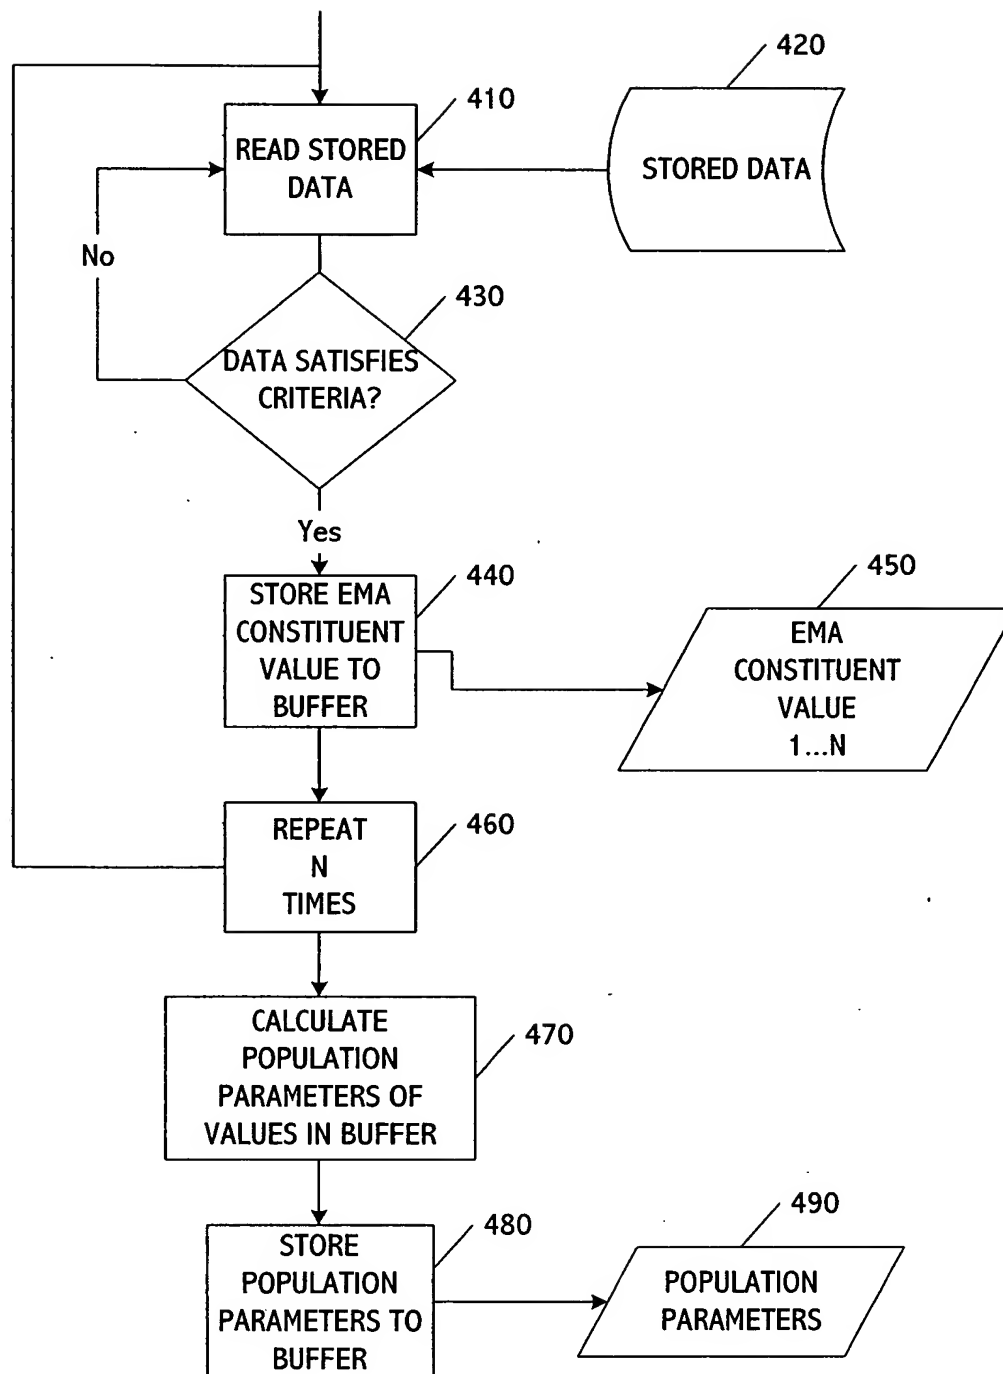 420
410
READ STORED
DATA
STORED DATA
No
430
DATA SATISFIES
CRITERIA?
Yes
440
STORE EMA
CONSTITUENT
VALUE TO
BUFFER
450
EMA
CONSTITUENT
VALUE
1...N
460
REPEAT
N
TIMES
470
CALCULATE
POPULATION
PARAMETERS OF
VALUES IN BUFFER
480
STORE
POPULATION
PARAMETERS TO
BUFFER
490
POPULATION
PARAMETERS